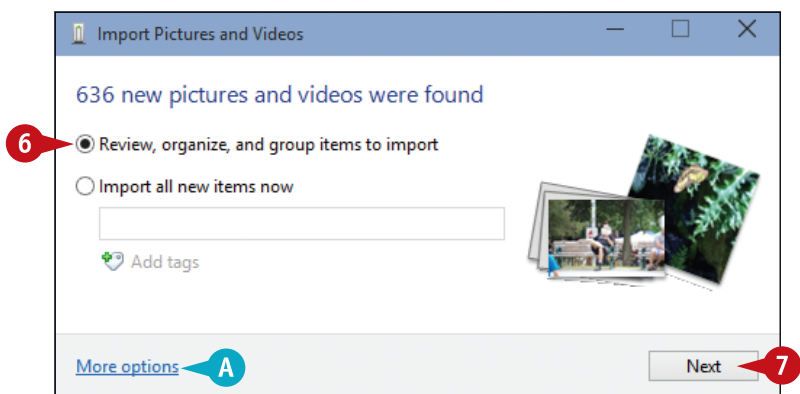 Import Pictures and Videos
636 new pictures and videos were found
6
Review, organize, and group items to import
Import all new items now
Add tags
More options
A
Next
7